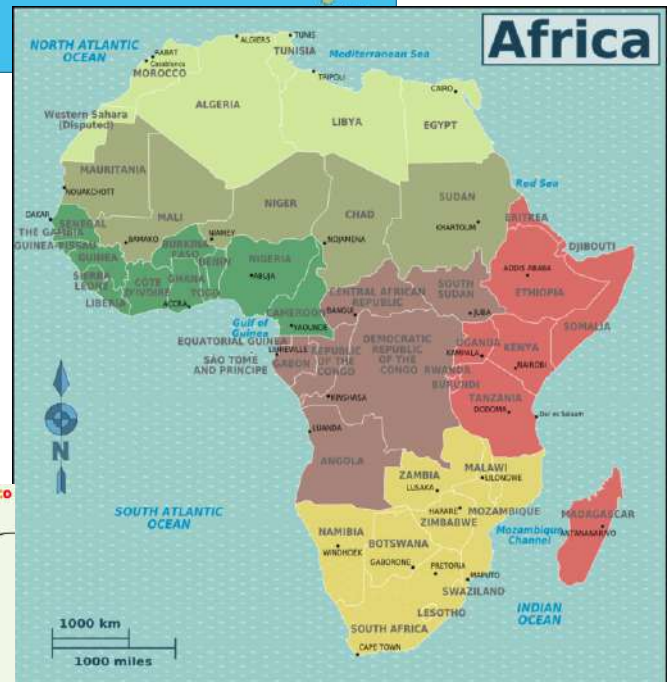 Africa
NORTH ATLANTIC
OCEAN
RABAT
Casablanca
MOROCCO
ALGIERS
TUNIS
TUNISIA
Mediterranean Sea
TRIPOLI
CAIRO
ALGERIA
LIBYA
EGYPT
Western Sahara
(Disputed)
MAURITANIA
NOUAKCHOTT
MALI
NIGER
CHAD
SUDAN
KHARTOUM
Red Sea
ERITREA
DAKAR
SENEGAL
THE GAMBIA
GUINEA-BISSAU
GUINEA
SIERRA
LEONE
LIBERIA
BAMAKO
BURKINA
FASO
NIAMEY
BENIN
COTE
D'IVOIRE
GHANA
TOGO
ACCRA
NIGERIA
ABUJA
NDJAMENA
DJIBOUTI
ADDIS ABABA
ETHIOPIA
SOMALIA
CENTRAL AFRICAN
REPUBLIC
BANGUI
SOUTH
SUDAN
JUBA
CAMEROON
YAOUNDE
Gulf of
Guinea
EQUATORIAL GUINEA
LIBREVILLE
GABON
SAO TOME
AND PRINCIPE
REPUBLIC
OF THE
CONGO
DEMOCRATIC
REPUBLIC
OF THE
CONGO
UGANDA
KAMPALA
KENYA
NAIROBI
RWANDA
BURUNDI
TANZANIA
DODOMA
Dar es Salaam
KINSHASA
LUANDA
ANGOLA
N
ZAMBIA
LUSAKA
MALAWI
LILONGWE
HARARE
ZIMBABWE
MOZAMBIQUE
Mozambique
Channel
MADAGASCAR
ANTANANARIVO
SOUTH ATLANTIC
OCEAN
NAMIBIA
WINDHOEK
BOTSWANA
GABORONE
PRETORIA
MAPUTO
SWAZILAND
LESOTHO
SOUTH AFRICA
CAPE TOWN
INDIAN
OCEAN
1000 km
1000 miles